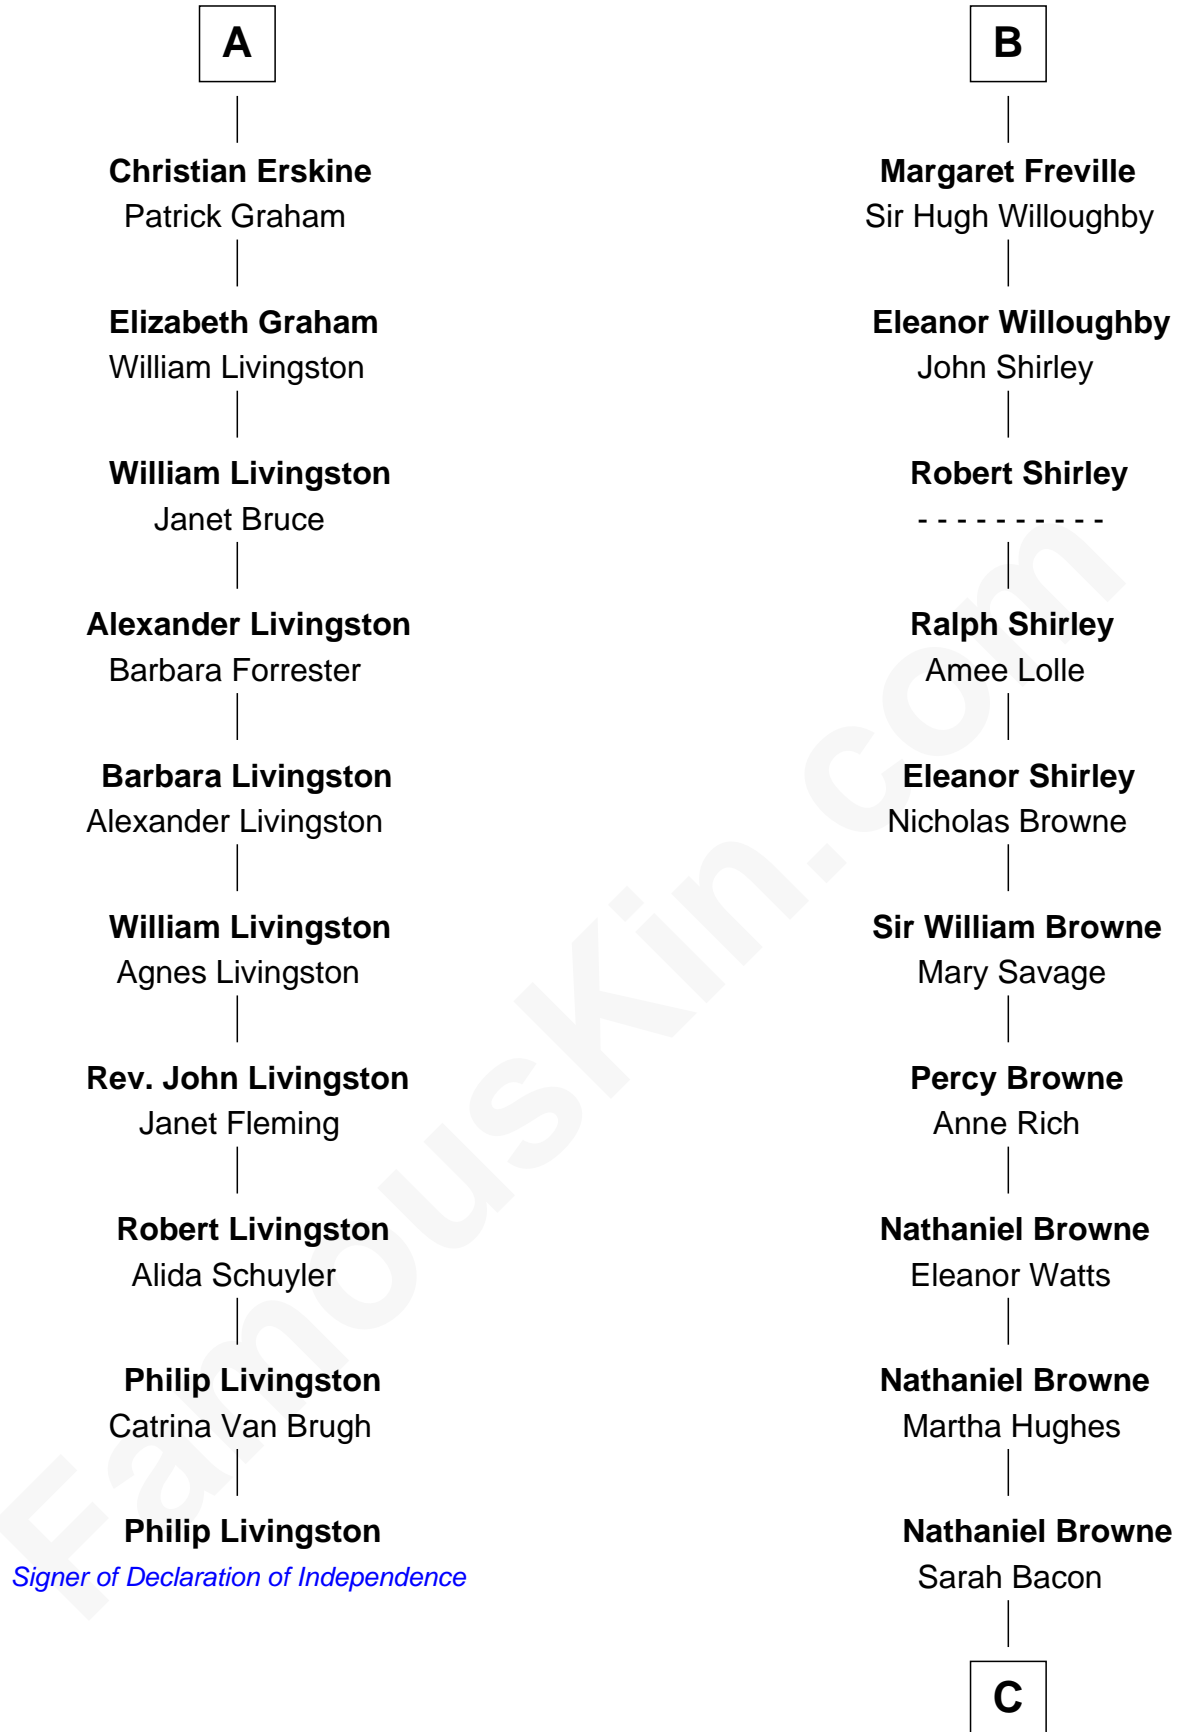 A
Christian Erskine
Patrick Graham
Elizabeth Graham
William Livingston
William Livingston
Janet Bruce
Alexander Livingston
Barbara Forrester
Barbara Livingston
Alexander Livingston
William Livingston
Agnes Livingston
Rev. John Livingston
Janet Fleming
Robert Livingston
Alida Schuyler
Philip Livingston
Catrina Van Brugh
Philip Livingston
Signer of Declaration of Independence
B
Margaret Freville
Sir Hugh Willoughby
Eleanor Willoughby
John Shirley
Robert Shirley
- - - - - - - - - -
Ralph Shirley
Amee Lolle
Eleanor Shirley
Nicholas Browne
Sir William Browne
Mary Savage
Percy Browne
Anne Rich
Nathaniel Browne
Eleanor Watts
Nathaniel Browne
Martha Hughes
Nathaniel Browne
Sarah Bacon
C
FamousKin.com